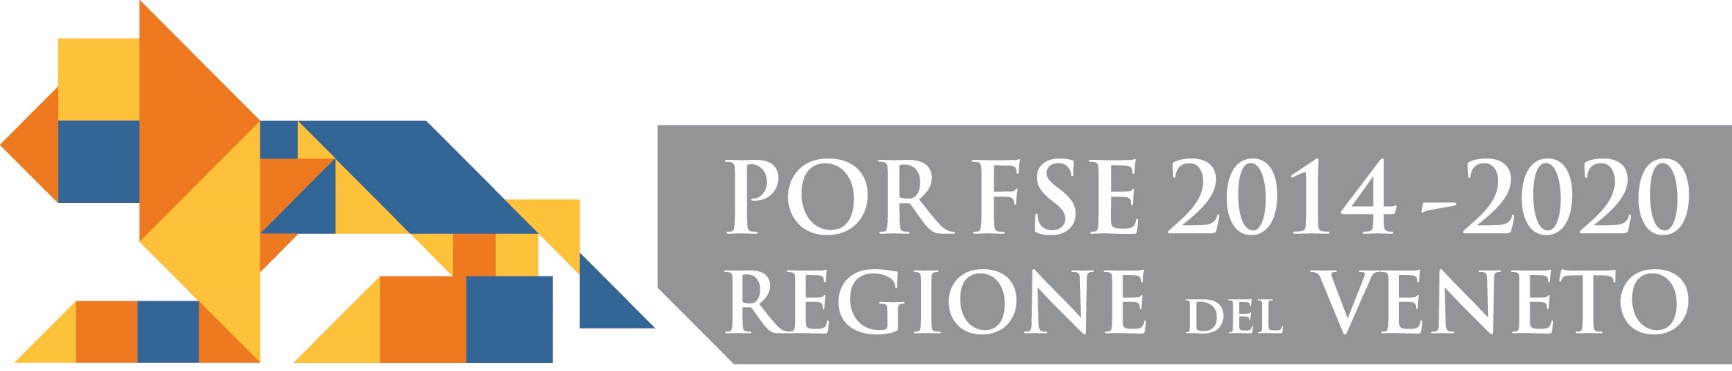 POR FSE 2014 - 2020
REGIONE DEL VENETO